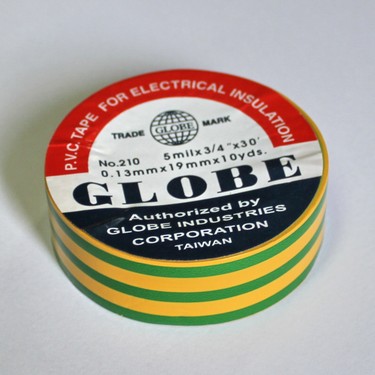 P.V.C. TAPE FOR ELECTRICAL INSULATION
TRADE GLOBE MARK
No.210 5mil×3/4"×30'
0.13mm×19mm×10yds.
GLOBE
Authorized by
GLOBE INDUSTRIES
CORPORATION
TAIWAN